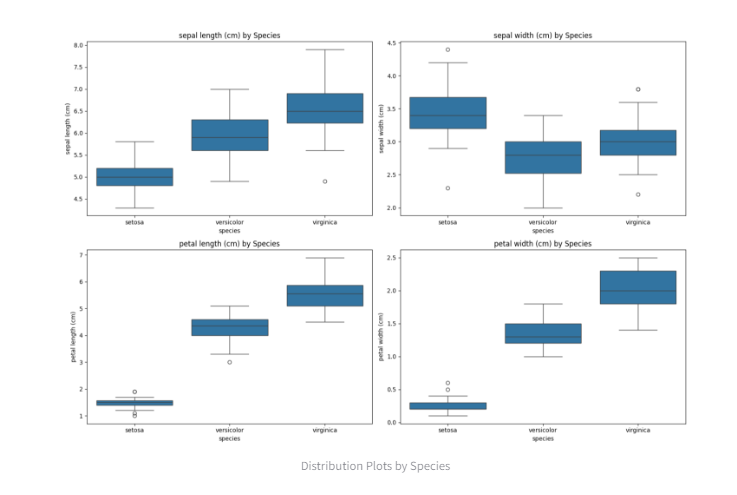 sepal length (cm) by Species
sepal length (cm)
8.0
7.5
7.0
6.5
6.0
5.5
5.0
4.5
setosa
versicolor
virginica
species
sepal width (cm) by Species
sepal width (cm)
4.5
4.0
3.5
3.0
2.5
2.0
setosa
versicolor
virginica
species
petal length (cm) by Species
petal length (cm)
7
6
5
4
3
2
1
setosa
versicolor
virginica
species
petal width (cm) by Species
petal width (cm)
2.5
2.0
1.5
1.0
0.5
0.0
setosa
versicolor
virginica
species
Distribution Plots by Species